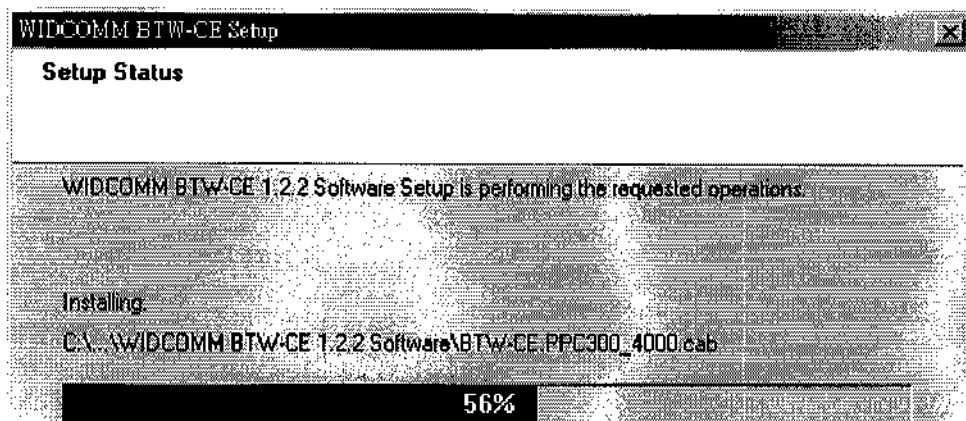 WIDCOMM BTW-CE Setup
Setup Status
WIDCOMM BTW-CE 1.2.2 Software Setup is performing the requested operations.
Installing:
C:\...\WIDCOMM BTW-CE 1.2.2 Software\BTW-CE.PPC300_4000.cab
56%